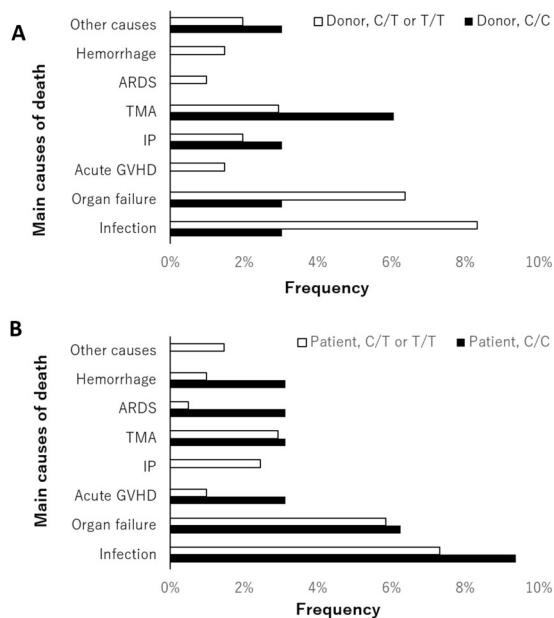 A
Donor, C/T or T/T
Donor, C/C
Main causes of death
Other causes
Hemorrhage
ARDS
TMA
IP
Acute GVHD
Organ failure
Infection
0% 2% 4% 6% 8% 10%
Frequency
B
Patient, C/T or T/T
Patient, C/C
Main causes of death
Other causes
Hemorrhage
ARDS
TMA
IP
Acute GVHD
Organ failure
Infection
0% 2% 4% 6% 8% 10%
Frequency